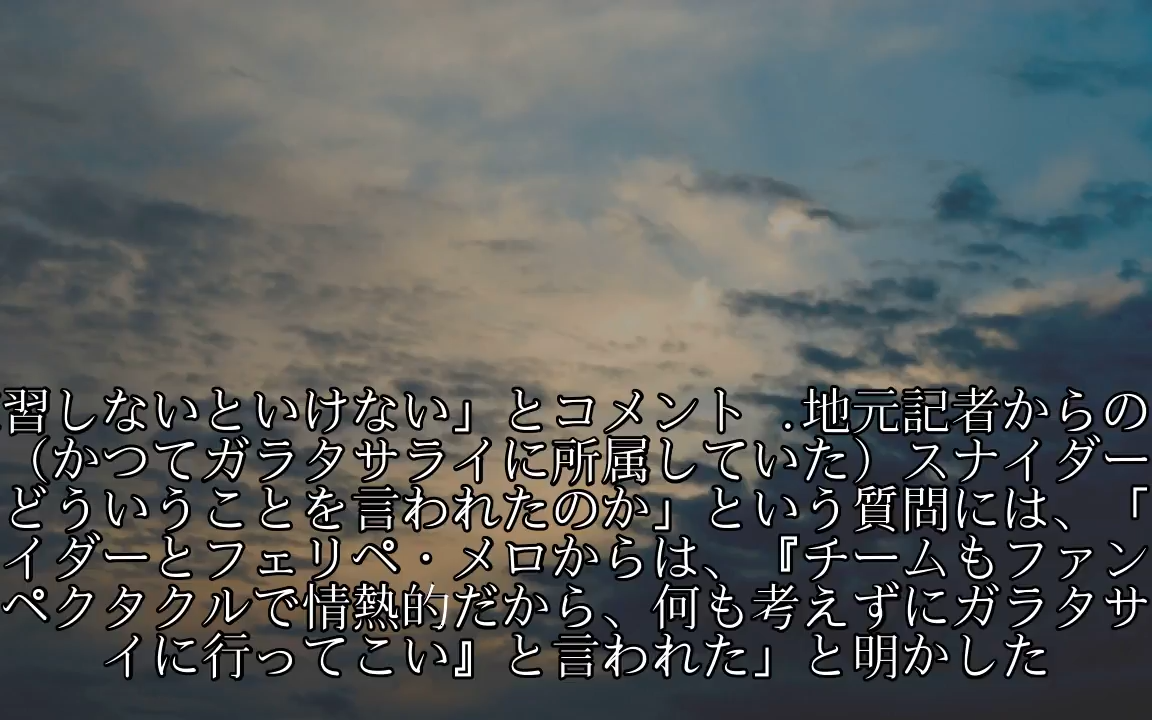 習しないといけない」とコメント .地元記者からの
（かつてガラタサライに所属していた）スナイダー
どういうことを言われたのか」という質問には、「
イダーとフェリペ・メロからは、『チームもファン
ペクタクルで情熱的だから、何も考えずにガラタサ
イに行ってこい』と言われた」と明かした